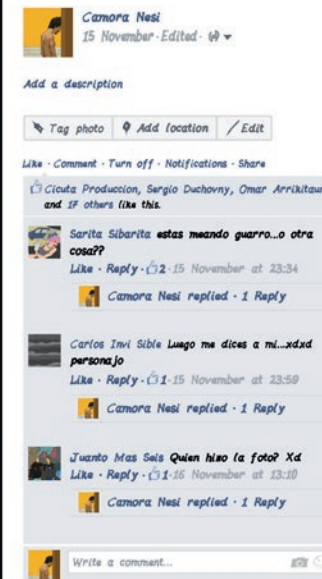 Camora Nesi
15 November · Edited ·
Add a description
Tag photo Add location Edit
Like · Comment · Turn off · Notifications · Share
Cicuta Produccion, Sergio Duchovny, Omar Arrikitaun
and 17 others like this.
Sarita Sibarita estas meando guarro...o otra
cosa??
Like · Reply · 2 · 15 November at 23:34
Camora Nesi replied · 1 Reply
Carlos Invi Sible Luego me dices a mi...xdxd
personajo
Like · Reply · 1 · 15 November at 23:59
Camora Nesi replied · 1 Reply
Juanto Mas Seis Quien hizo la foto? Xd
Like · Reply · 1 · 16 November at 13:10
Camora Nesi replied · 1 Reply
Write a comment...